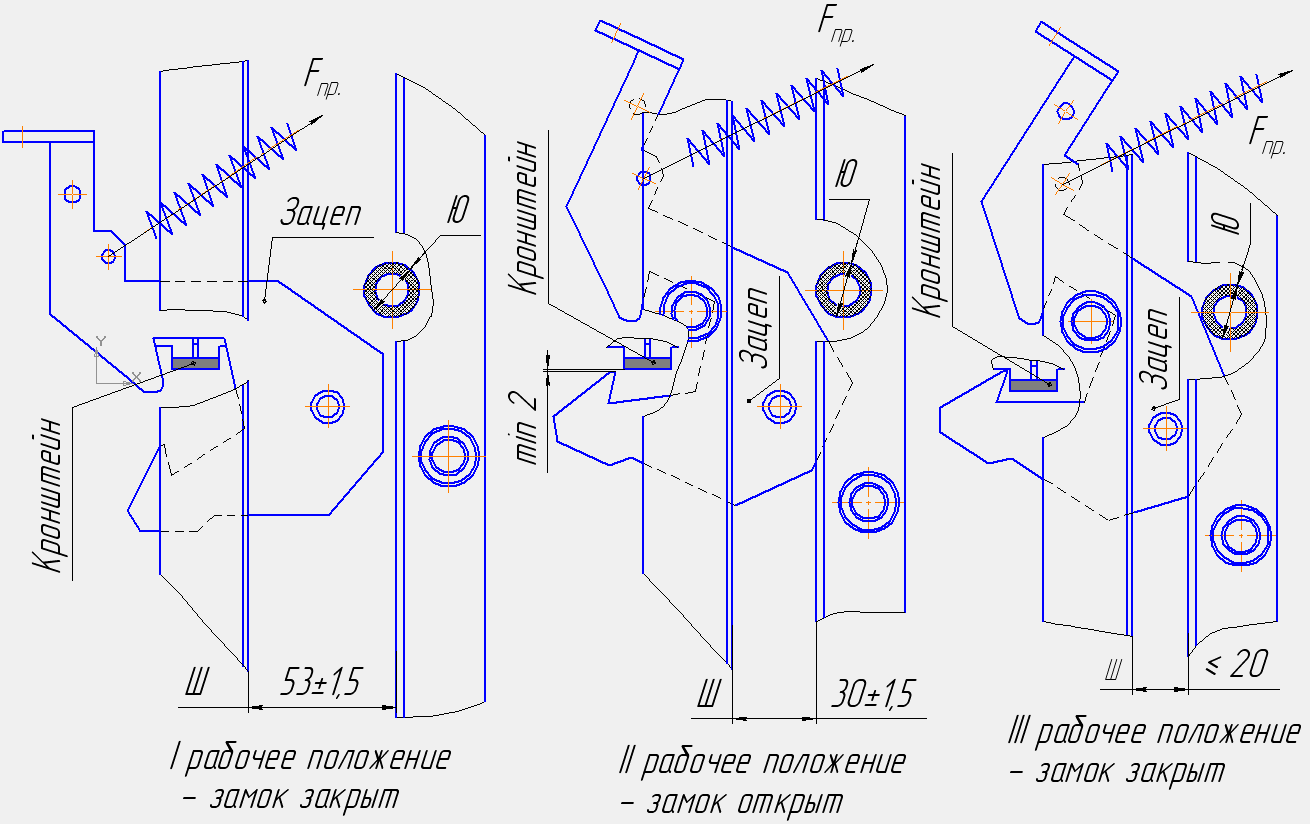 Fпр.
Зацеп
Ю
Кронштейн
Y
X
Ш
53±1,5
I рабочее положение
- замок закрыт
Fпр.
Кронштейн
Ю
Зацеп
min 2
Ш
30±1,5
II рабочее положение
- замок открыт
Fпр.
Кронштейн
Ю
Зацеп
Ш
≤ 20
III рабочее положение
- замок закрыт